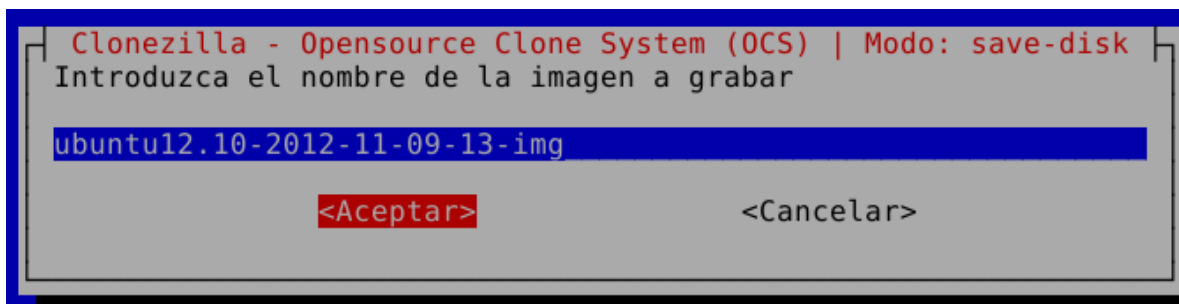 Clonezilla - Opensource Clone System (OCS) | Modo: save-disk
Introduzca el nombre de la imagen a grabar
ubuntu12.10-2012-11-09-13-img
<Aceptar> <Cancelar>